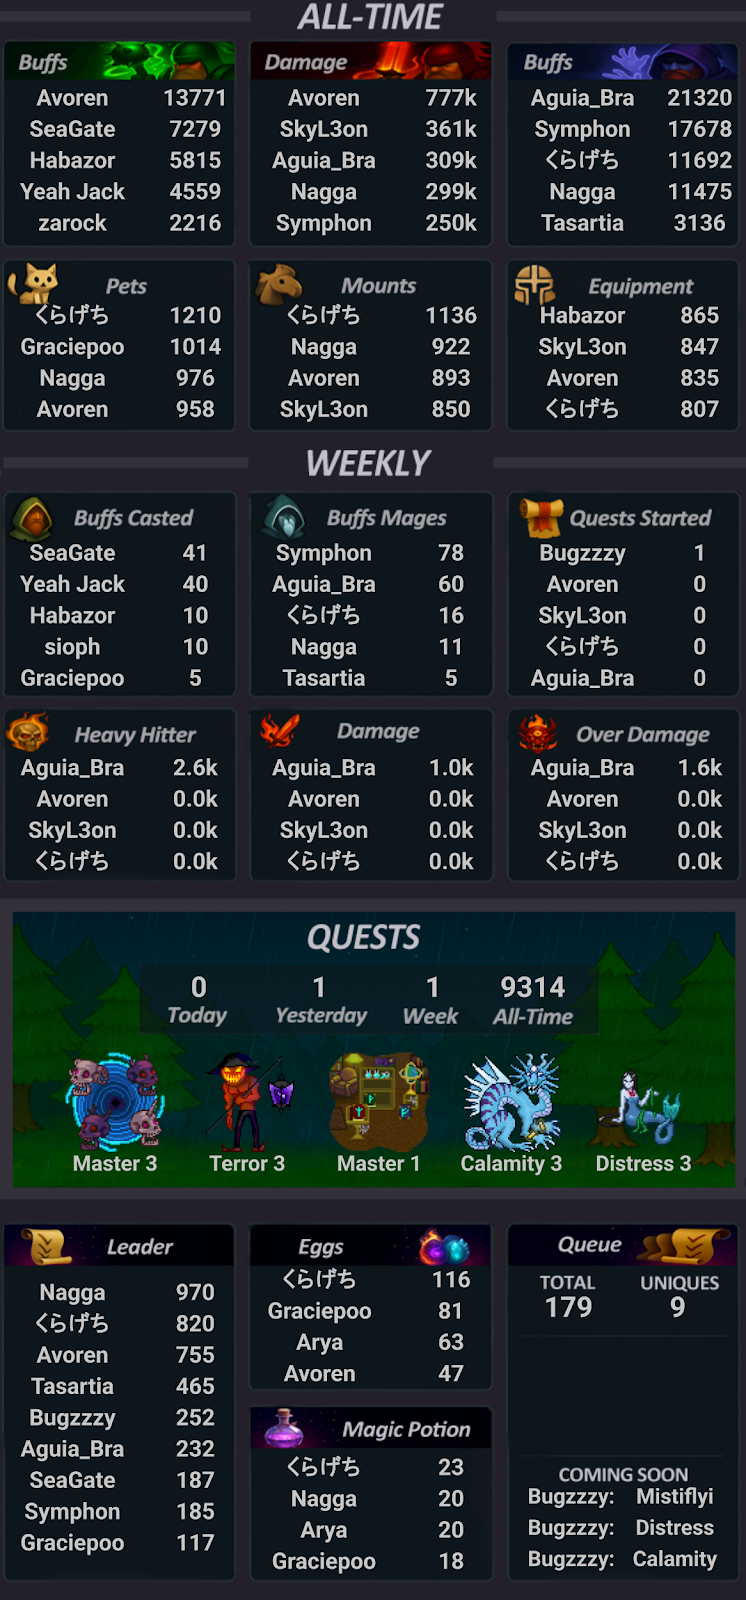 ALL-TIME
Buffs
Avoren 13771
SeaGate 7279
Habazor 5815
Yeah Jack 4559
zarock 2216
Damage
Avoren 777k
SkyL3on 361k
Aguia_Bra 309k
Nagga 299k
Symphon 250k
Buffs
Aguia_Bra 21320
Symphon 17678
くらげち 11692
Nagga 11475
Tasartia 3136
Pets
くらげち 1210
Graciepoo 1014
Nagga 976
Avoren 958
Mounts
くらげち 1136
Nagga 922
Avoren 893
SkyL3on 850
Equipment
Habazor 865
SkyL3on 847
Avoren 835
くらげち 807
WEEKLY
Buffs Casted
SeaGate 41
Yeah Jack 40
Habazor 10
sioph 10
Graciepoo 5
Buffs Mages
Symphon 78
Aguia_Bra 60
くらげち 16
Nagga 11
Tasartia 5
Quests Started
Bugzzzy 1
Avoren 0
SkyL3on 0
くらげち 0
Aguia_Bra 0
Heavy Hitter
Aguia_Bra 2.6k
Avoren 0.0k
SkyL3on 0.0k
くらげち 0.0k
Damage
Aguia_Bra 1.0k
Avoren 0.0k
SkyL3on 0.0k
くらげち 0.0k
Over Damage
Aguia_Bra 1.6k
Avoren 0.0k
SkyL3on 0.0k
くらげち 0.0k
QUESTS
0 1 1 9314
Today Yesterday Week All-Time
Master 3 Terror 3 Master 1 Calamity 3 Distress 3
Leader
Nagga 970
くらげち 820
Avoren 755
Tasartia 465
Bugzzzy 252
Aguia_Bra 232
SeaGate 187
Symphon 185
Graciepoo 117
Eggs
くらげち 116
Graciepoo 81
Arya 63
Avoren 47
Magic Potion
くらげち 23
Nagga 20
Arya 20
Graciepoo 18
Queue
TOTAL UNIQUES
179 9
COMING SOON
Bugzzzy: Mistiflyi
Bugzzzy: Distress
Bugzzzy: Calamity